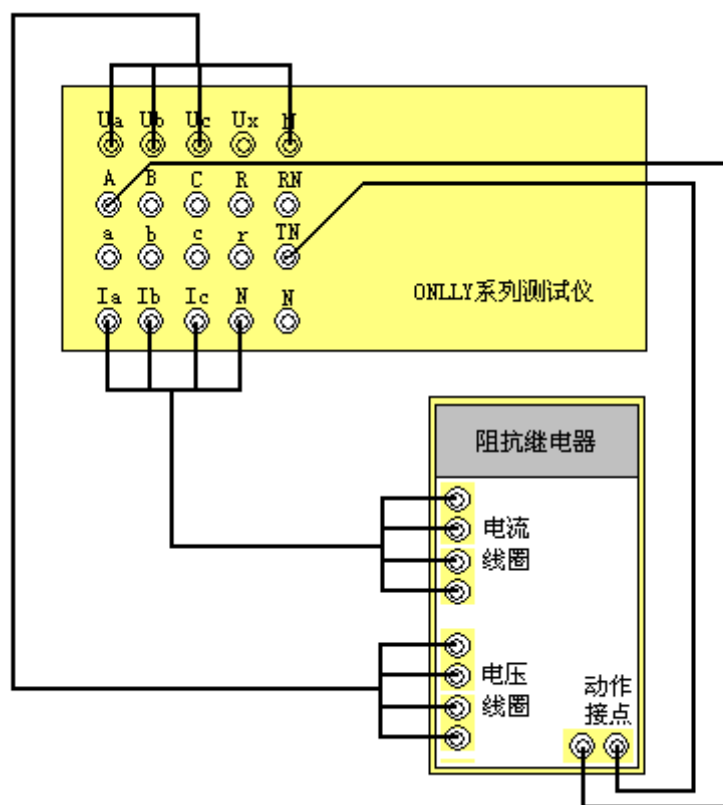 Ua Ub Uc Ux N
A B C R RN
a b c r TN
Ia Ib Ic N N
ONLLY系列测试仪
阻抗继电器
电流
线圈
电压
线圈
动作
接点